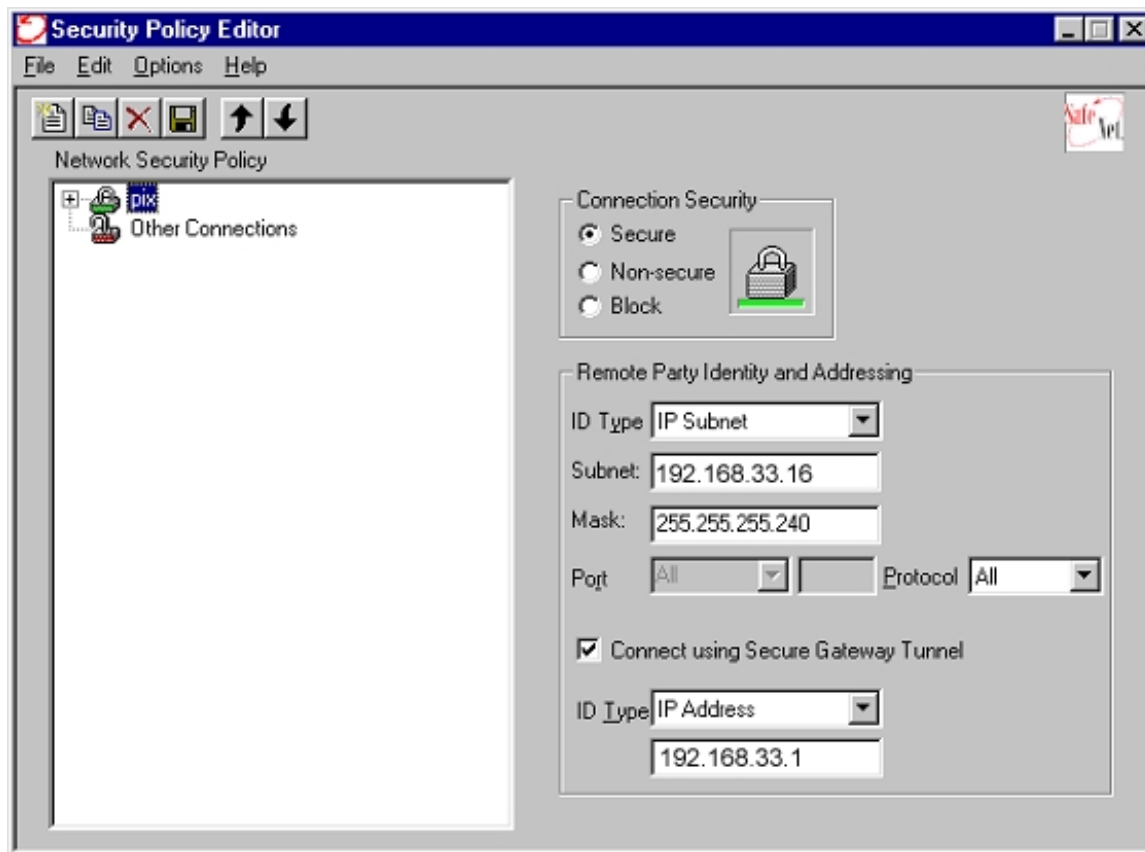 Security Policy Editor
File Edit Options Help
Safe Net
Network Security Policy
pix
Other Connections
Connection Security
Secure
Non-secure
Block
Remote Party Identity and Addressing
ID Type IP Subnet
Subnet: 192.168.33.16
Mask: 255.255.255.240
Port All Protocol All
Connect using Secure Gateway Tunnel
ID Type IP Address
192.168.33.1